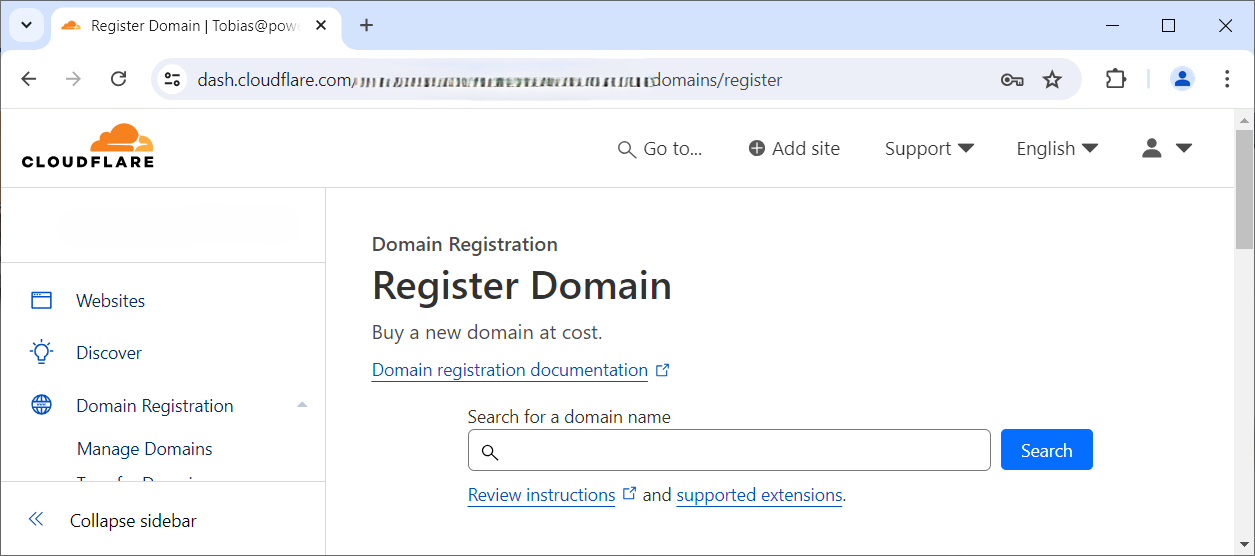 Register Domain | Tobias@pow
dash.cloudflare.com/ domains/register
CLOUDFLARE
Go to...
Add site
Support
English
Websites
Discover
Domain Registration
Manage Domains
Collapse sidebar
Domain Registration
Register Domain
Buy a new domain at cost.
Domain registration documentation
Search for a domain name
Search
Review instructions and supported extensions.